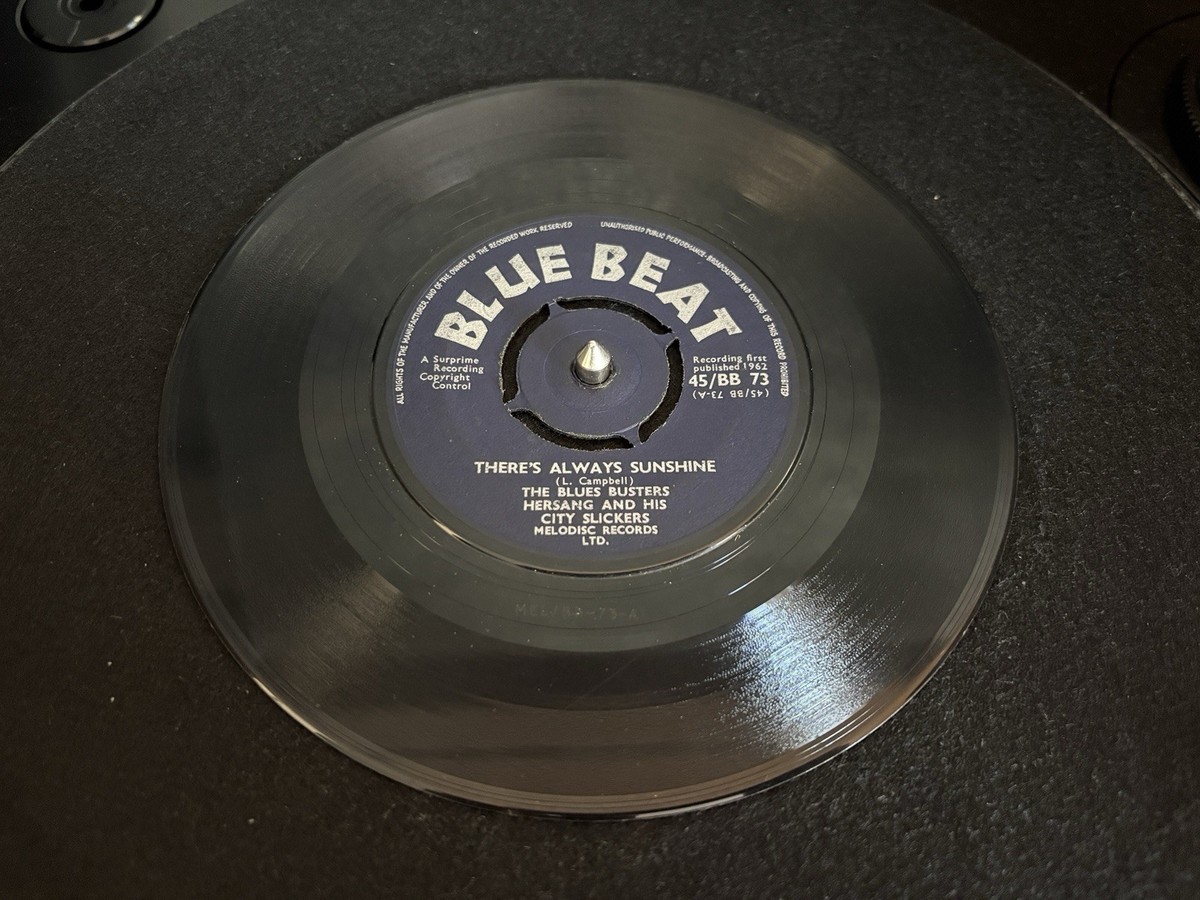 ALL RIGHTS OF THE MANUFACTURER AND OF THE OWNER OF THE RECORDED WORK RESERVED
UNAUTHORISED PUBLIC PERFORMANCE, BROADCASTING AND COPYING OF THIS RECORD PROHIBITED
BLUE BEAT
A Surprime
Recording
Copyright
Control
Recording first
published 1962
45/BB 73
(45/BB 73-A)
THERE'S ALWAYS SUNSHINE
(L. Campbell)
THE BLUES BUSTERS
HERSANG AND HIS
CITY SLICKERS
MELODISC RECORDS
LTD.